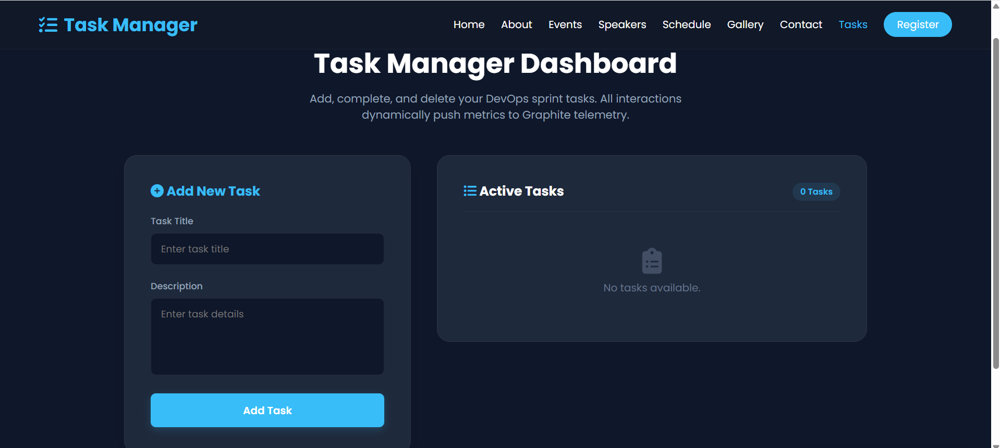 Task Manager
Home About Events Speakers Schedule Gallery Contact Tasks Register
Task Manager Dashboard
Add, complete, and delete your DevOps sprint tasks. All interactions
dynamically push metrics to Graphite telemetry.
Add New Task
Task Title
Enter task title
Description
Enter task details
Add Task
Active Tasks
0 Tasks
No tasks available.